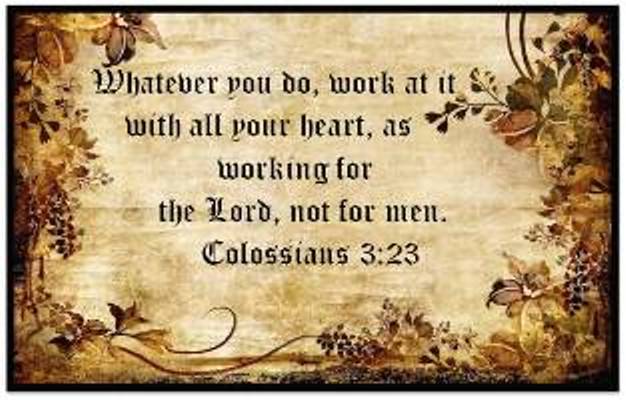 Whatever you do, work at it
with all your heart, as
working for
the Lord, not for men.
Colossians 3:23